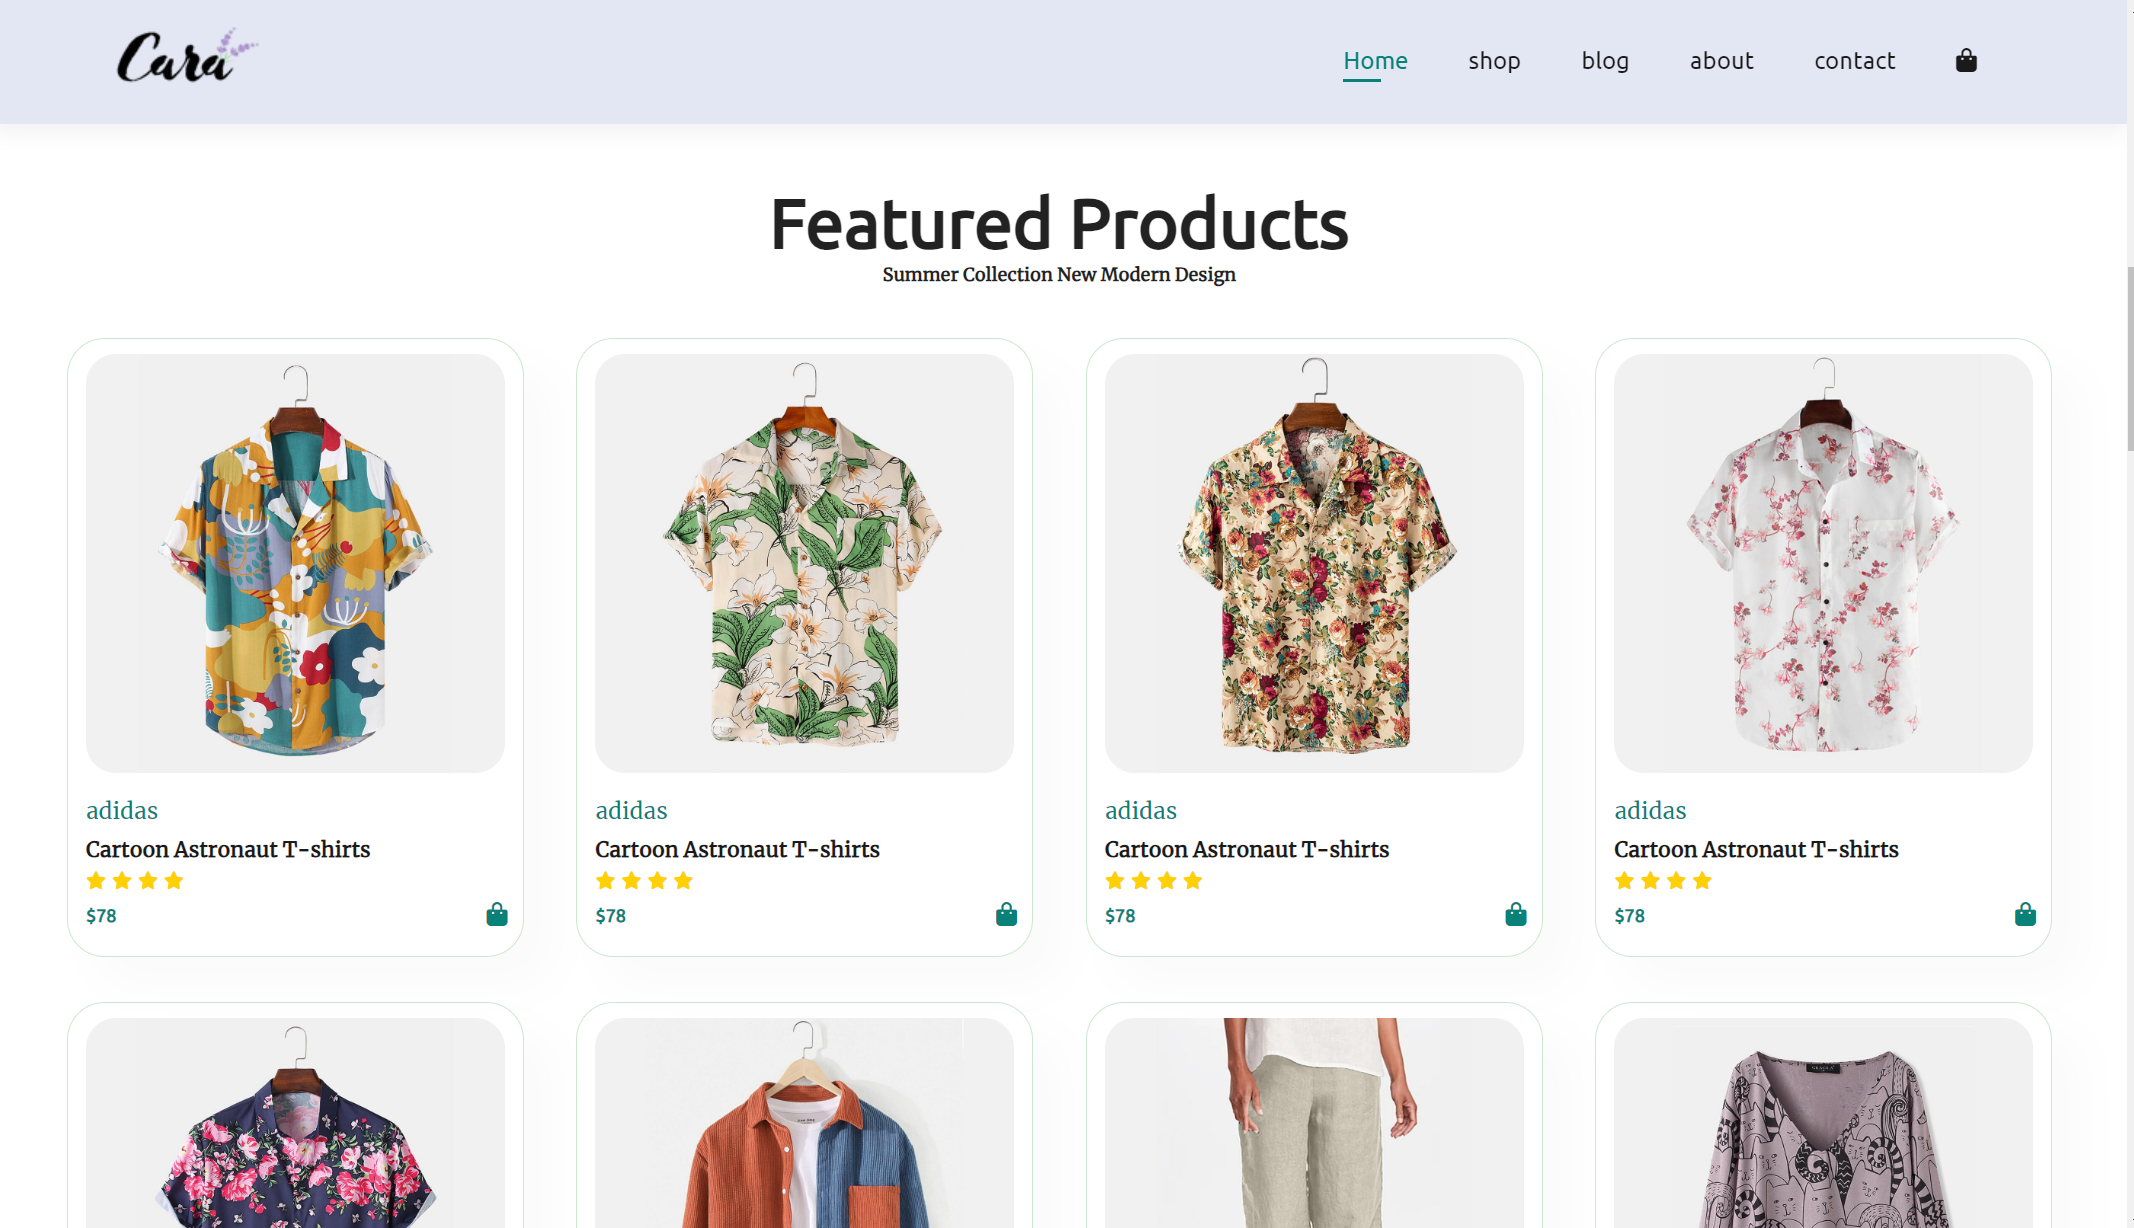 Cara
Home shop blog about contact
Featured Products
Summer Collection New Modern Design
adidas
Cartoon Astronaut T-shirts
$78
adidas
Cartoon Astronaut T-shirts
$78
adidas
Cartoon Astronaut T-shirts
$78
adidas
Cartoon Astronaut T-shirts
$78